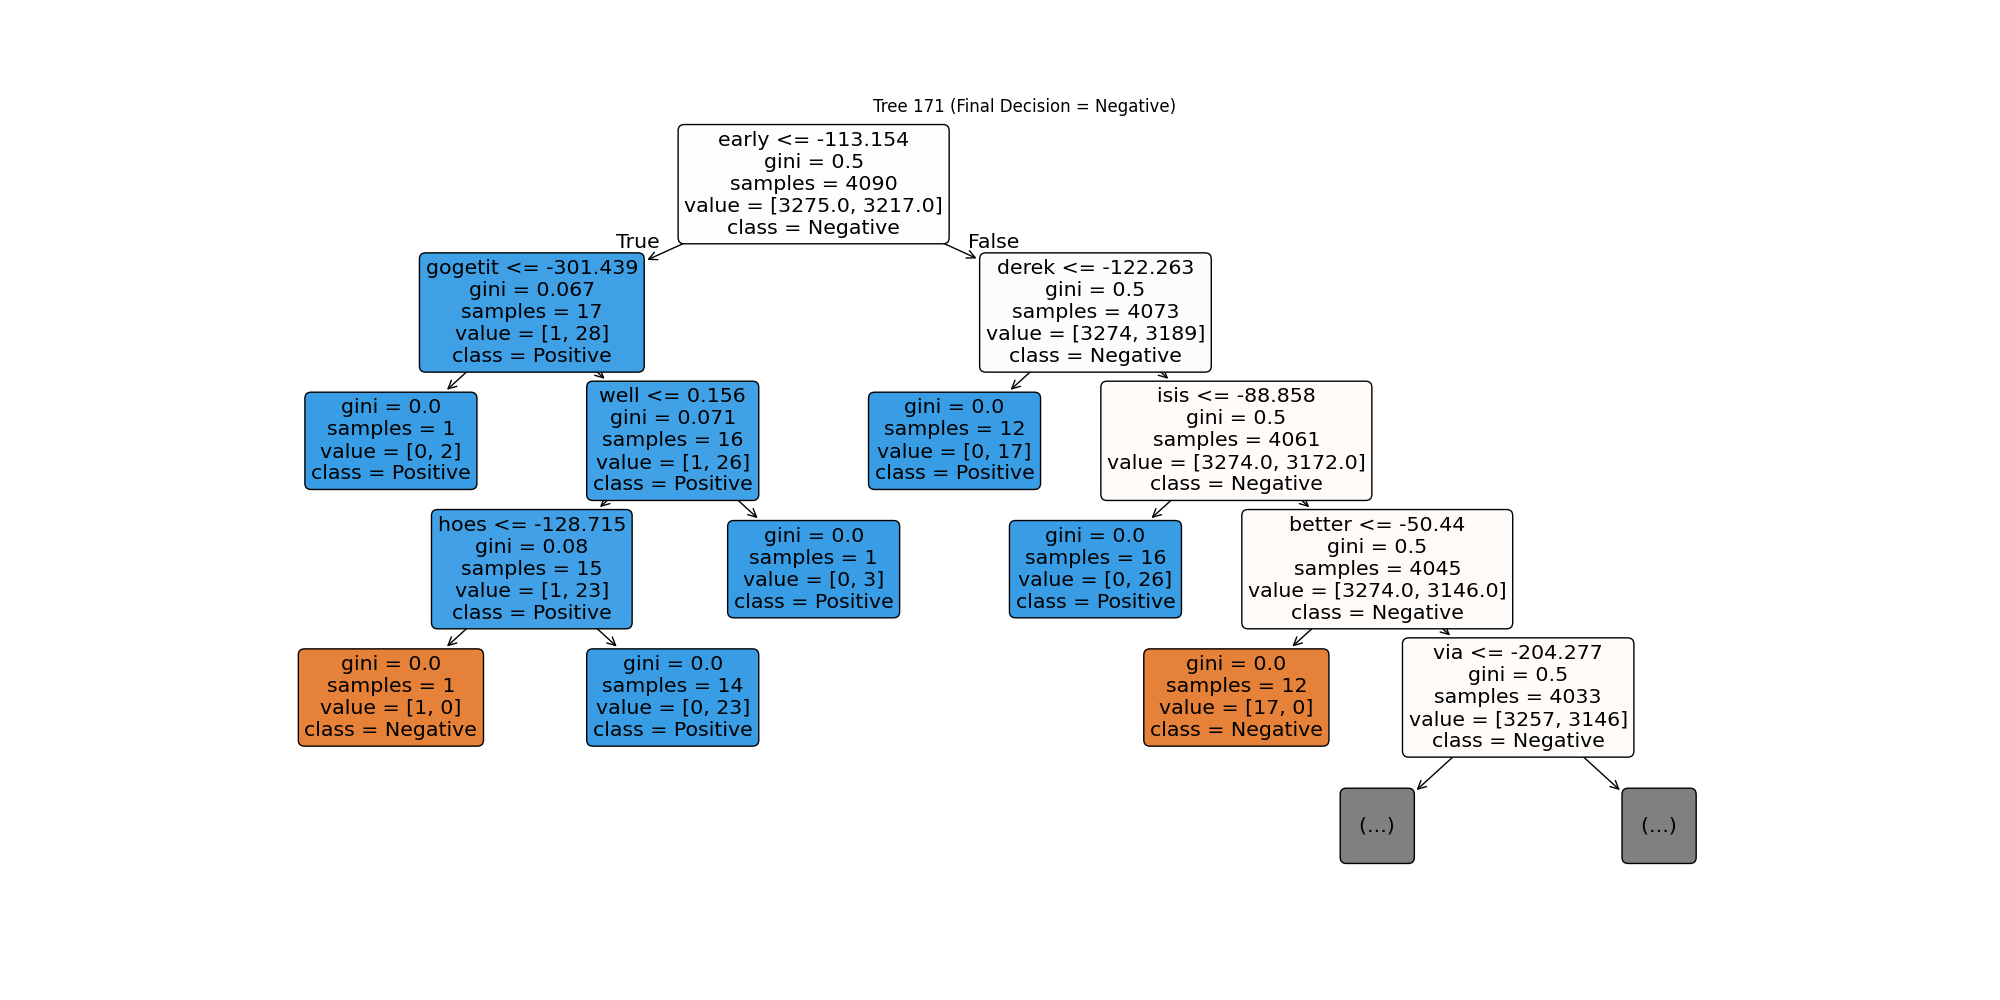 Tree 171 (Final Decision = Negative)
early <= -113.154
gini = 0.5
samples = 4090
value = [3275.0, 3217.0]
class = Negative
True
False
gogetit <= -301.439
gini = 0.067
samples = 17
value = [1, 28]
class = Positive
derek <= -122.263
gini = 0.5
samples = 4073
value = [3274, 3189]
class = Negative
gini = 0.0
samples = 1
value = [0, 2]
class = Positive
well <= 0.156
gini = 0.071
samples = 16
value = [1, 26]
class = Positive
gini = 0.0
samples = 12
value = [0, 17]
class = Positive
isis <= -88.858
gini = 0.5
samples = 4061
value = [3274.0, 3172.0]
class = Negative
hoes <= -128.715
gini = 0.08
samples = 15
value = [1, 23]
class = Positive
gini = 0.0
samples = 1
value = [0, 3]
class = Positive
gini = 0.0
samples = 16
value = [0, 26]
class = Positive
better <= -50.44
gini = 0.5
samples = 4045
value = [3274.0, 3146.0]
class = Negative
gini = 0.0
samples = 1
value = [1, 0]
class = Negative
gini = 0.0
samples = 14
value = [0, 23]
class = Positive
gini = 0.0
samples = 12
value = [17, 0]
class = Negative
via <= -204.277
gini = 0.5
samples = 4033
value = [3257, 3146]
class = Negative
(...)
(...)